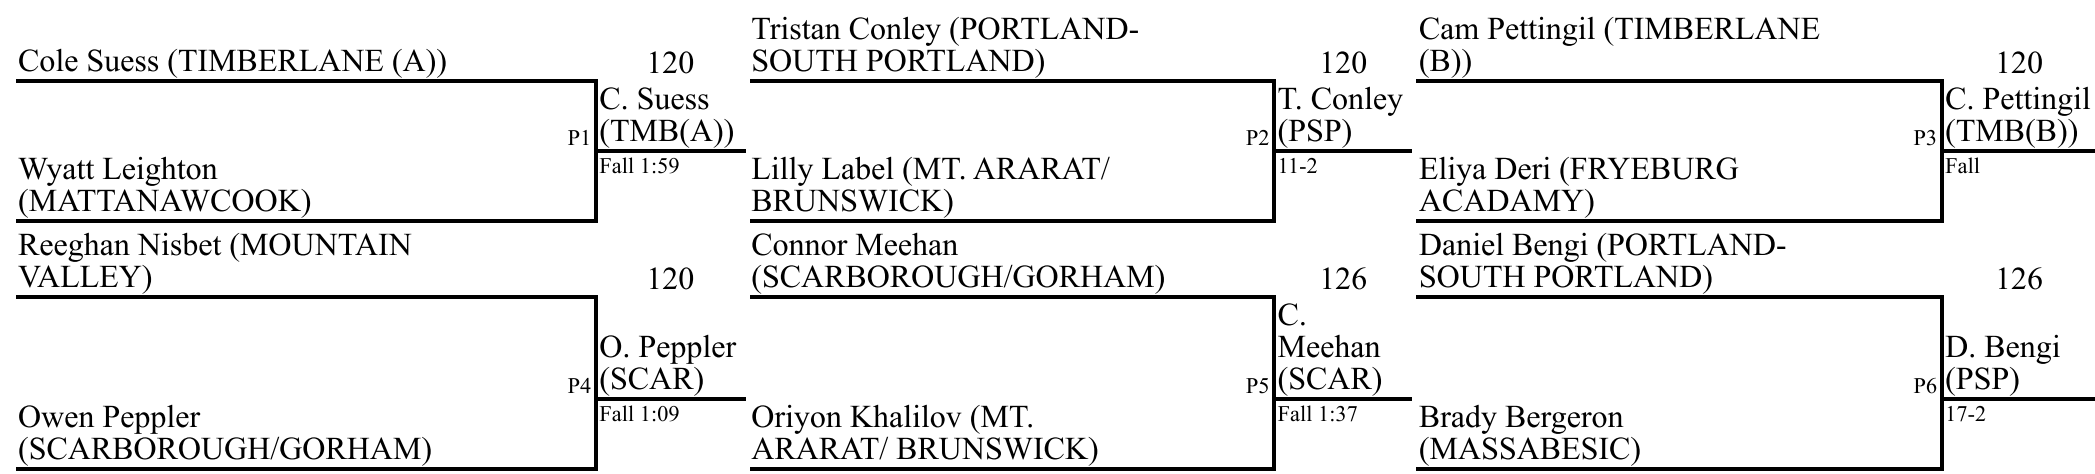 Cole Suess (TIMBERLANE (A))
120
C. Suess
(TMB(A))
P1
Fall 1:59
Wyatt Leighton
(MATTANAWCOOK)
Tristan Conley (PORTLAND-
SOUTH PORTLAND)
120
T. Conley
(PSP)
P2
11-2
Lilly Label (MT. ARARAT/
BRUNSWICK)
Cam Pettingil (TIMBERLANE
(B))
120
C. Pettingil
(TMB(B))
P3
Fall
Eliya Deri (FRYEBURG
ACADAMY)
Reeghan Nisbet (MOUNTAIN
VALLEY)
120
O. Peppler
(SCAR)
P4
Fall 1:09
Owen Peppler
(SCARBOROUGH/GORHAM)
Connor Meehan
(SCARBOROUGH/GORHAM)
126
C.
Meehan
(SCAR)
P5
Fall 1:37
Oriyon Khalilov (MT.
ARARAT/ BRUNSWICK)
Daniel Bengi (PORTLAND-
SOUTH PORTLAND)
126
D. Bengi
(PSP)
P6
17-2
Brady Bergeron
(MASSABESIC)